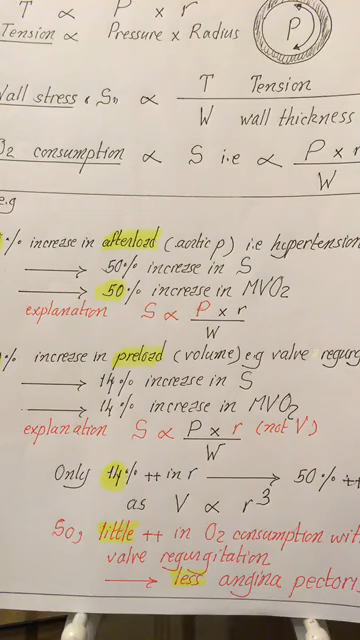 T ∝ P x r
Tension ∝ Pressure x Radius
P
Wall stress "S" ∝ T Tension
W wall thickness
O2 consumption ∝ S i.e ∝ P x r
W
e.g
% increase in afterload (aortic p) i.e hypertension
→ 50% increase in S
→ 50% increase in MVO2
explanation S ∝ P x r
W
% increase in preload (volume) e.g valve regurg
→ 14% increase in S
→ 14% increase in MVO2
explanation S ∝ P x r (not V)
W
Only 14% ++ in r → 50% ++
as V ∝ r3
So, little ++ in O2 consumption with
valve regurgitation
→ less angina pectoris